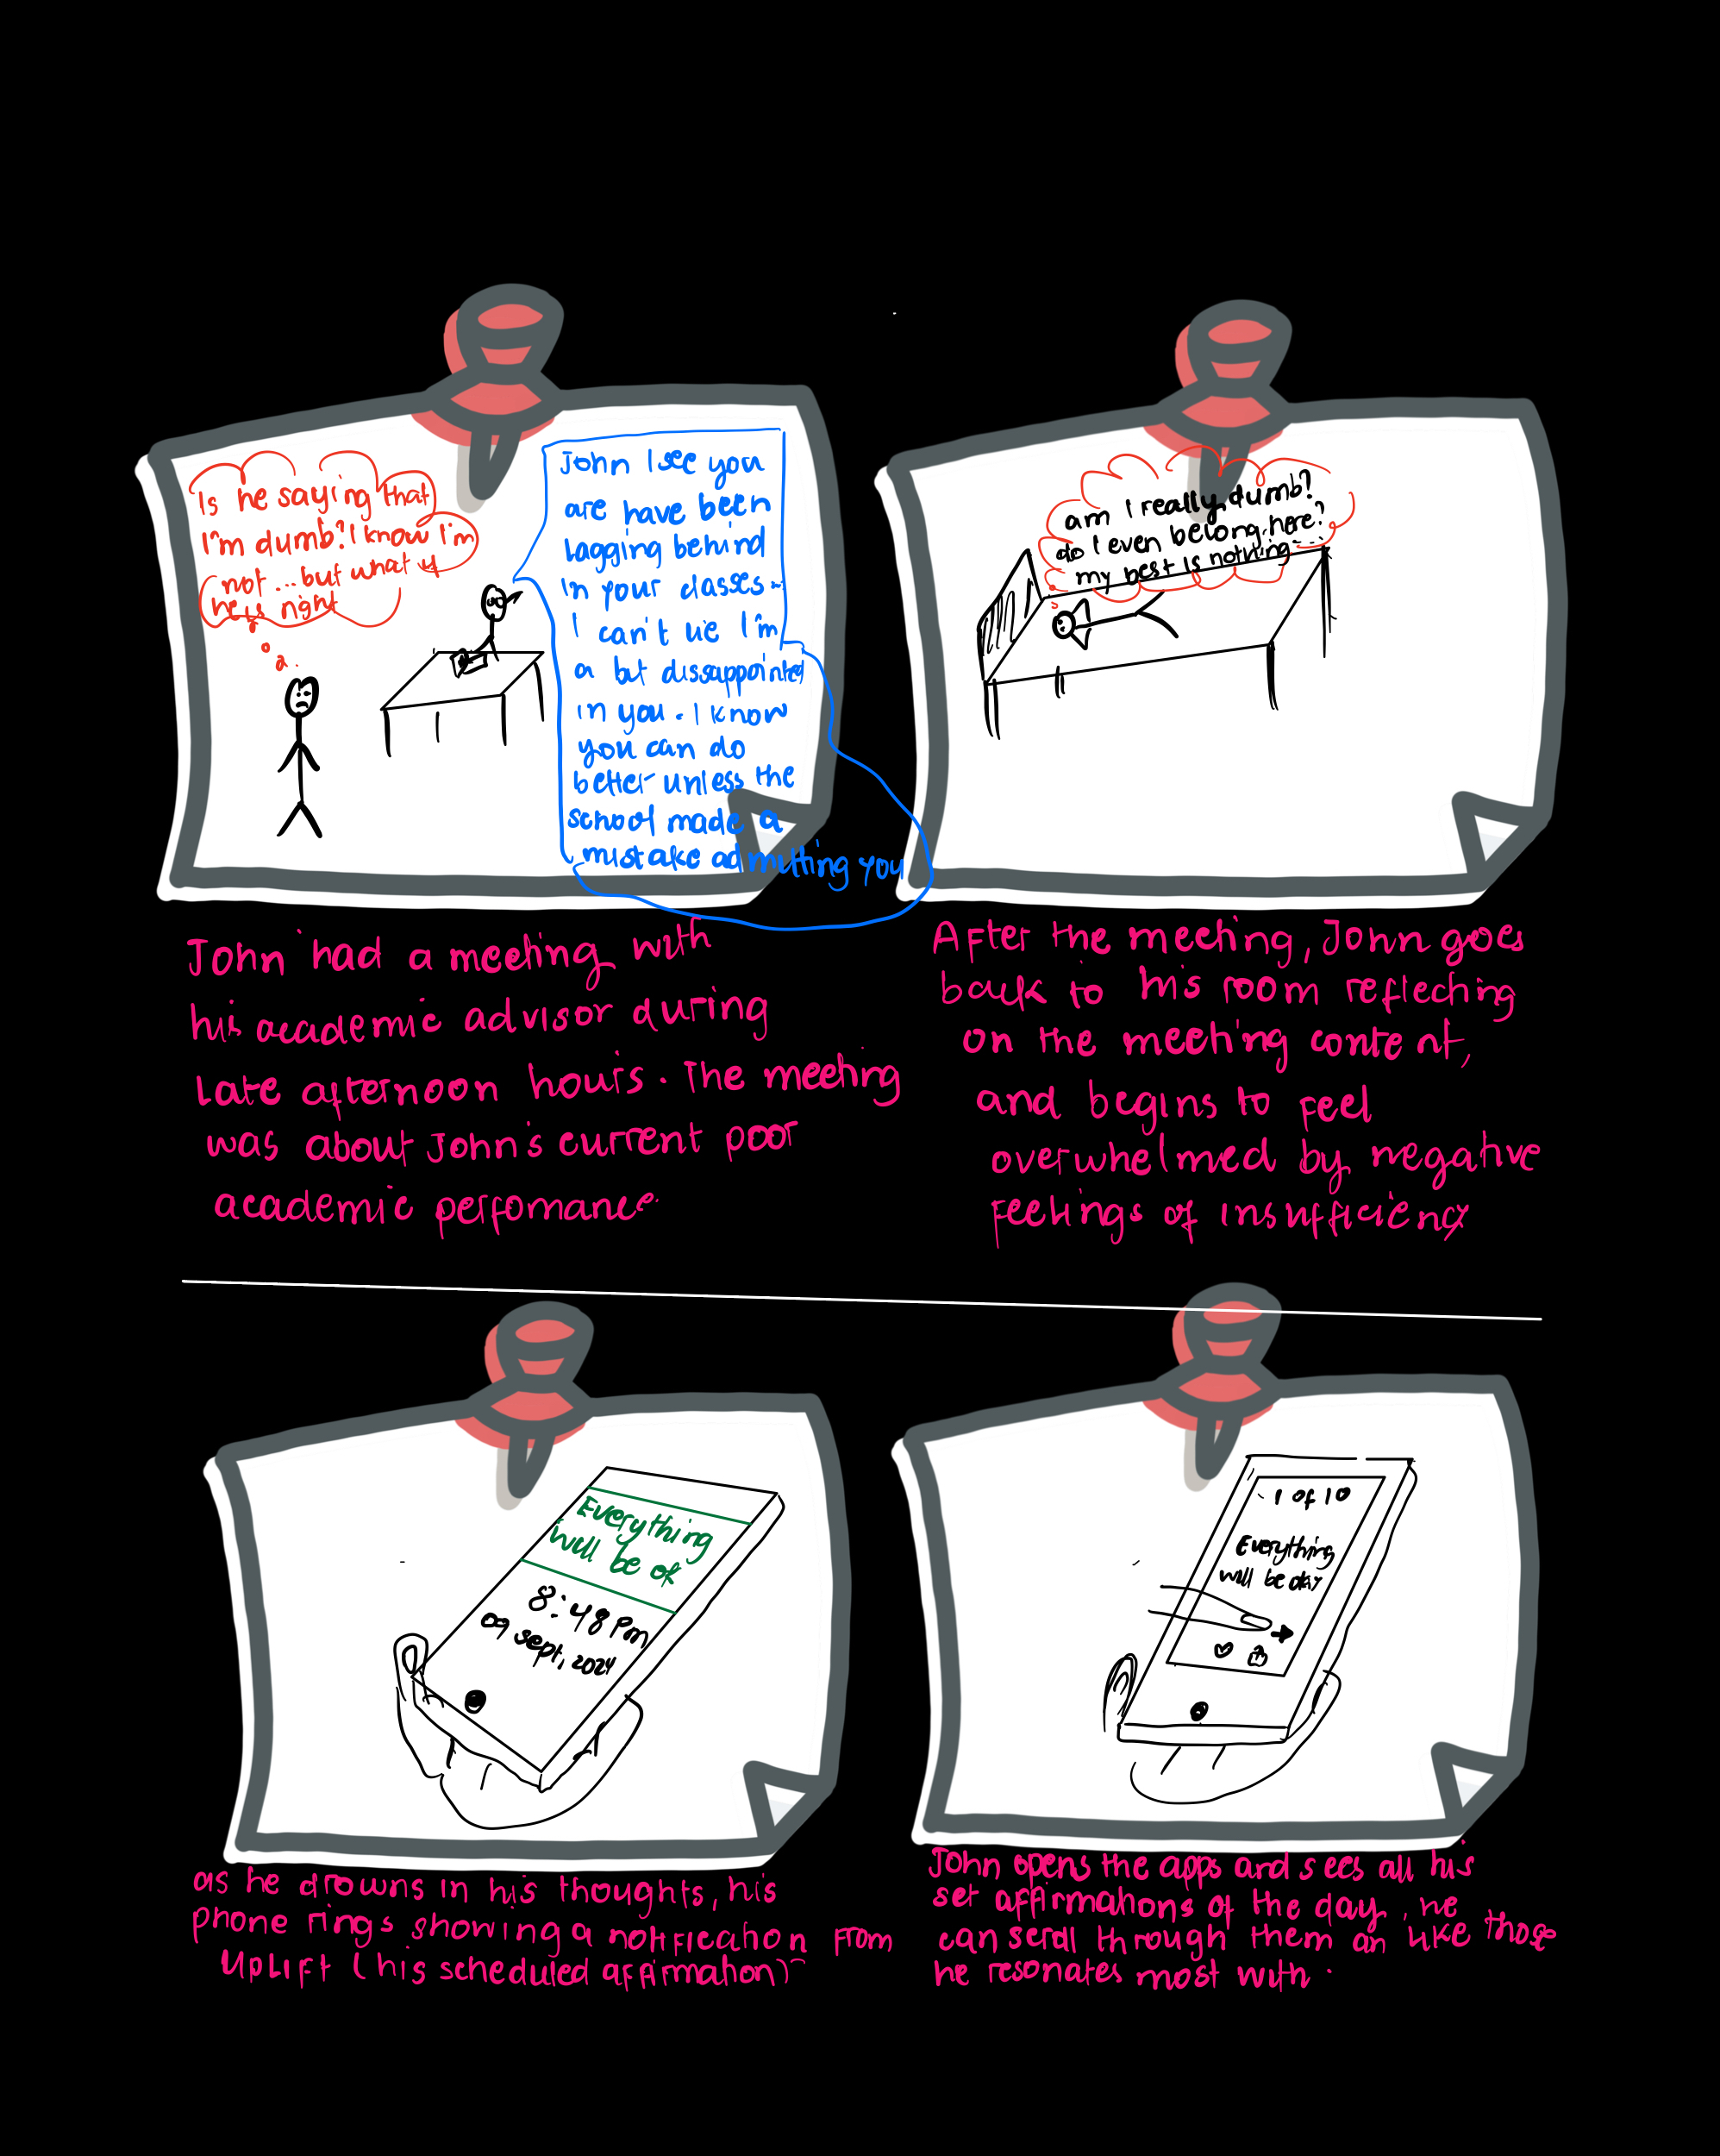 Is he saying that
I'm dumb? I know I'm
not ... but what if
he is right
John I see you
are have been
lagging behind
in your classes
I can't lie I'm
a but dissappointed
in you. I know
you can do
better unless the
school made a
mistake admitting you
John had a meeting with
his academic advisor during
late afternoon hours. The meeting
was about John's current poor
academic perfomance.
am I really dumb?
do I even belong here?
my best is nothing ...
After the meeting, John goes
back to his room reflecting
on the meeting content,
and begins to feel
overwhelmed by negative
feelings of insufficiency
Everything
will be ok
8:48 Pm
09 sept, 2024
as he drowns in his thoughts, his
phone rings showing a notification from
UPLIFT (his scheduled affirmation)
1 of 10
Everything
will be okay
John opens the apps and sees all his
set affirmations of the day, he
can scroll through them an like those
he resonates most with.